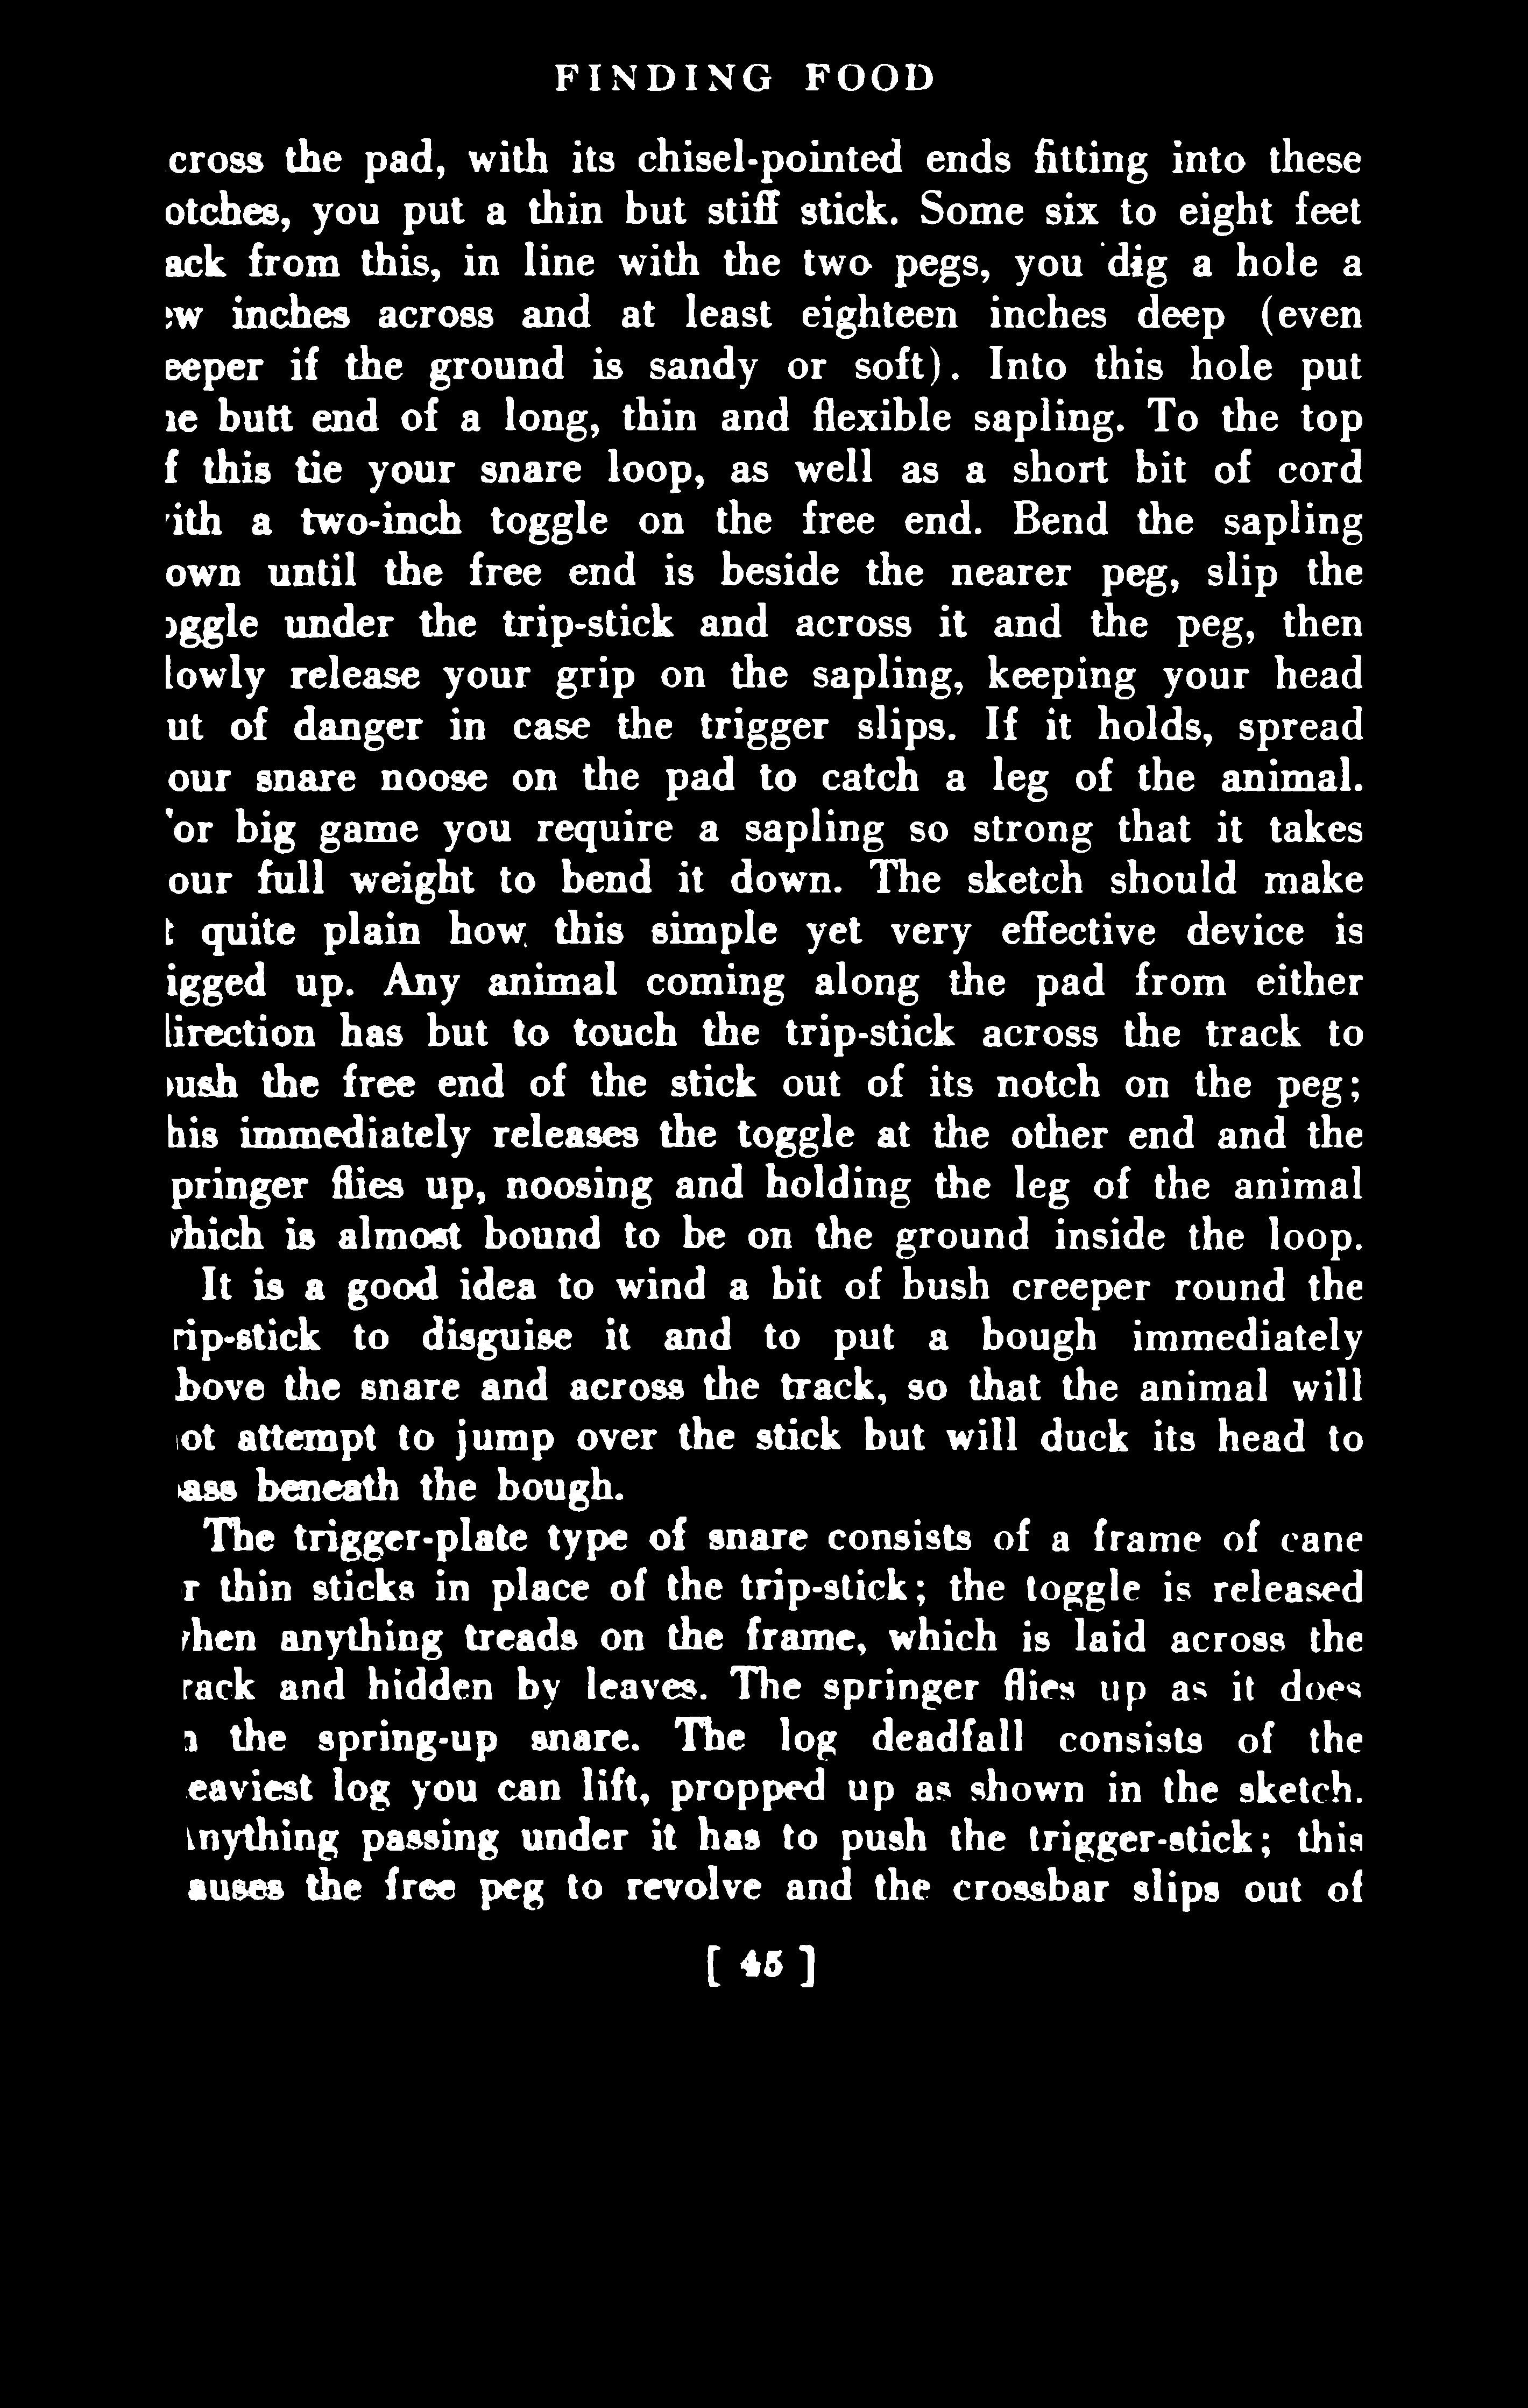 FINDING FOOD
cross the pad, with its chisel-pointed ends fitting into these
otches, you put a thin but stiff stick. Some six to eight feet
ack from this, in line with the two pegs, you dig a hole a
w inches across and at least eighteen inches deep (even
eeper if the ground is sandy or soft). Into this hole put
e butt end of a long, thin and flexible sapling. To the top
f this tie your snare loop, as well as a short bit of cord
ith a two-inch toggle on the free end. Bend the sapling
own until the free end is beside the nearer peg, slip the
ggle under the trip-stick and across it and the peg, then
lowly release your grip on the sapling, keeping your head
ut of danger in case the trigger slips. If it holds, spread
our snare noose on the pad to catch a leg of the animal.
'or big game you require a sapling so strong that it takes
our full weight to bend it down. The sketch should make
t quite plain how this simple yet very effective device is
igged up. Any animal coming along the pad from either
lirection has but to touch the trip-stick across the track to
ush the free end of the stick out of its notch on the peg;
his immediately releases the toggle at the other end and the
pringer flies up, noosing and holding the leg of the animal
hich is almost bound to be on the ground inside the loop.
It is a good idea to wind a bit of bush creeper round the
rip-stick to disguise it and to put a bough immediately
bove the snare and across the track, so that the animal will
ot attempt to jump over the stick but will duck its head to
ass beneath the bough.
The trigger-plate type of snare consists of a frame of cane
r thin sticks in place of the trip-stick; the toggle is released
hen anything treads on the frame, which is laid across the
rack and hidden by leaves. The springer flies up as it does
n the spring-up snare. The log deadfall consists of the
eaviest log you can lift, propped up as shown in the sketch.
nything passing under it has to push the trigger-stick; this
auses the free peg to revolve and the crossbar slips out of
[ 45 ]